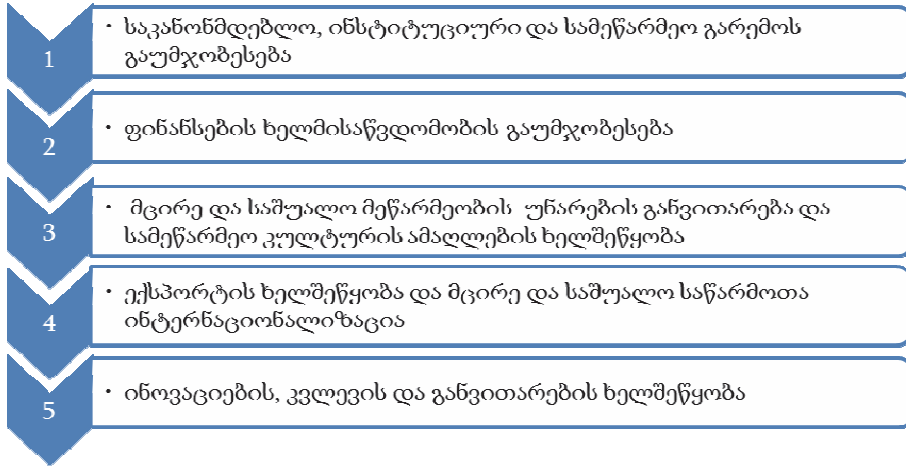 1
• საკანონმდებლო, ინსტიტუციური და სამეწარმეო გარემოს
გაუმჯობესება
2
• ფინანსების ხელმისაწვდომობის გაუმჯობესება
3
• მცირე და საშუალო მეწარმეობის უნარების განვითარება და
სამეწარმეო კულტურის ამაღლების ხელშეწყობა
4
• ექსპორტის ხელშეწყობა და მცირე და საშუალო საწარმოთა
ინტერნაციონალიზაცია
5
• ინოვაციების, კვლევის და განვითარების ხელშეწყობა